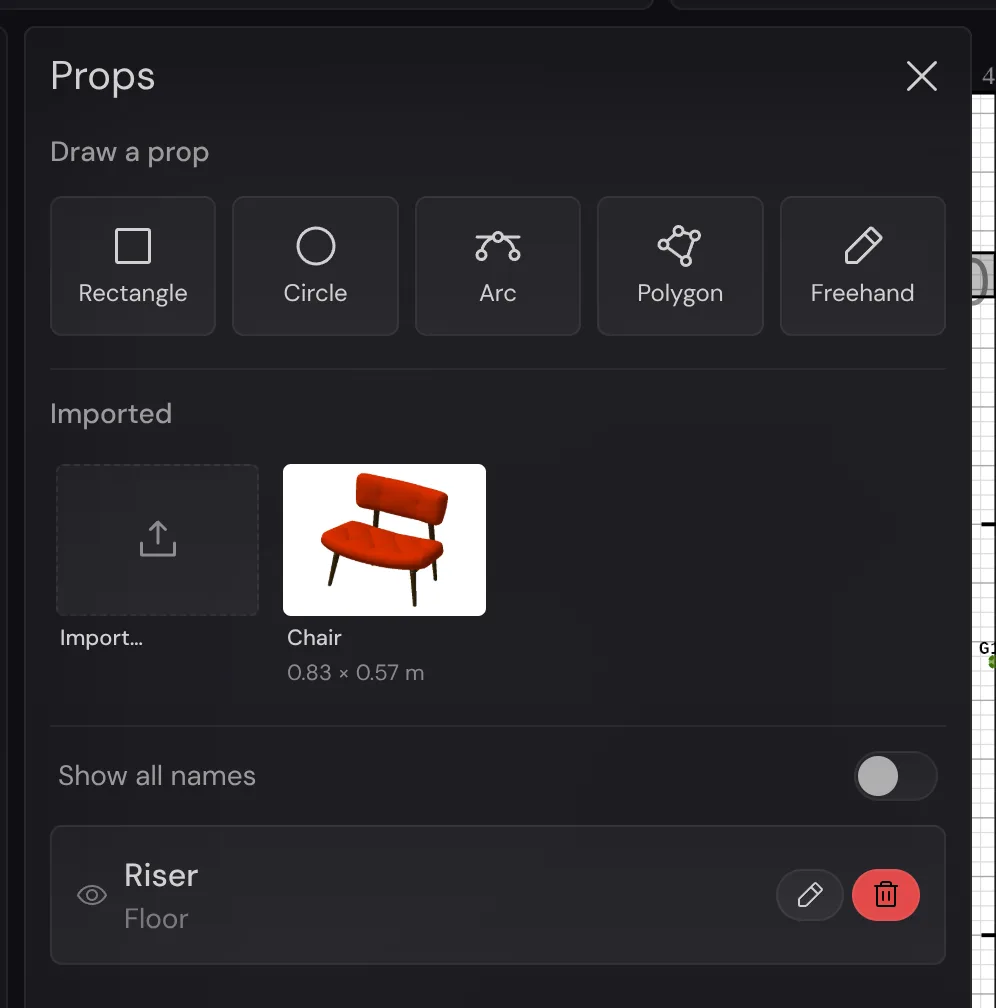 Props
4
Draw a prop
Rectangle
Circle
Arc
Polygon
Freehand
Imported
Import...
Chair
0.83 × 0.57 m
Show all names
Riser
Floor